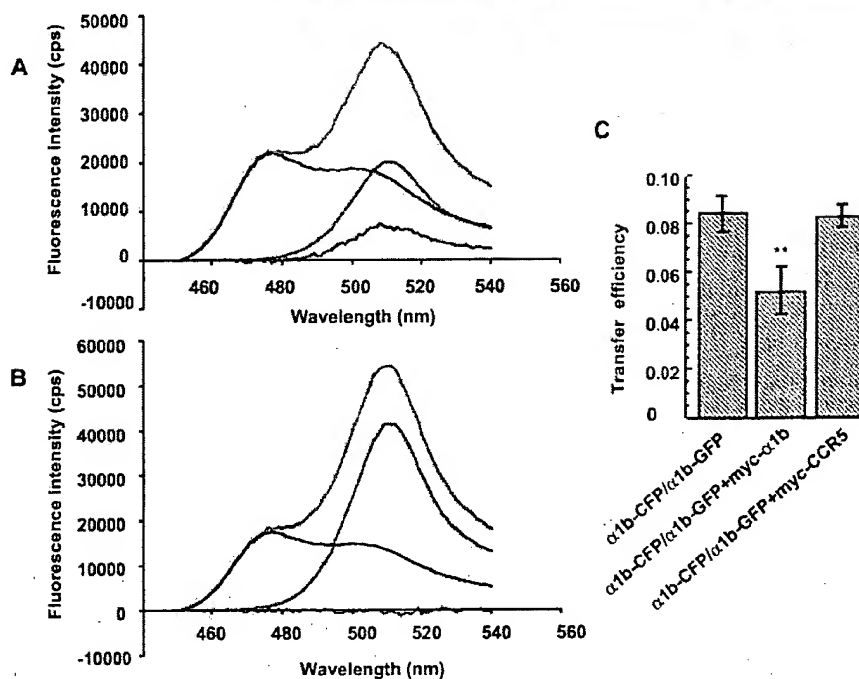 A
Fluorescence Intensity (cps)
50000
40000
30000
20000
10000
0
-10000
460 480 500 520 540 560
Wavelength (nm)
B
Fluorescence Intensity (cps)
60000
50000
40000
30000
20000
10000
0
-10000
460 480 500 520 540 560
Wavelength (nm)
C
Transfer efficiency
0.10
0.08
0.06
0.04
0.02
0
**
α1b-CFP/α1b-GFP
α1b-CFP/α1b-GFP+myc-α1b
α1b-CFP/α1b-GFP+myc-CCR5